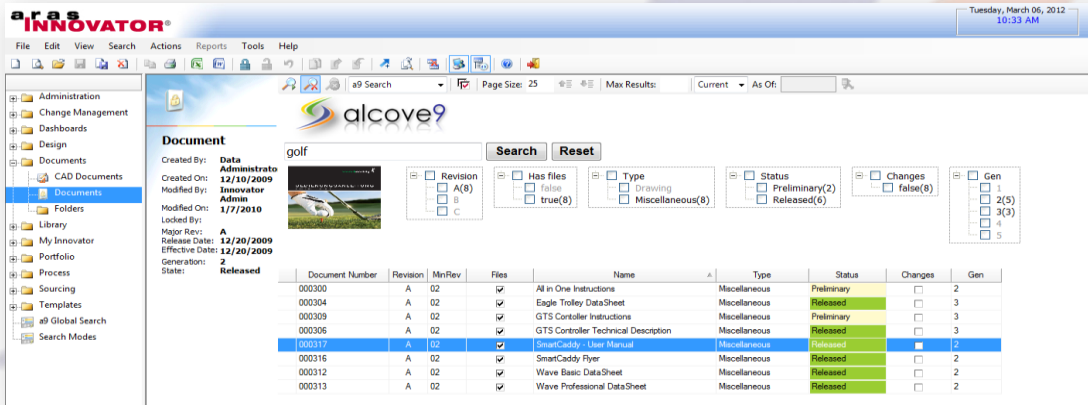 aras
INNOVATOR®
Tuesday, March 06, 2012
10:33 AM
File Edit View Search Actions Reports Tools Help
a9 Search Page Size: 25 Max Results: Current As Of:
Administration
Change Management
Dashboards
Design
Documents
CAD Documents
Documents
Folders
Library
My Innovator
Portfolio
Process
Sourcing
Templates
a9 Global Search
Search Modes
Document
Created By: Data Administrato
Created On: 12/10/2009
Modified By: Innovator Admin
Modified On: 1/7/2010
Locked By:
Major Rev: A
Release Date: 12/20/2009
Effective Date: 12/20/2009
Generation: 2
State: Released
alcove9
golf Search Reset
Revision
A(8)
B
C
Has files
false
true(8)
Type
Drawing
Miscellaneous(8)
Status
Preliminary(2)
Released(6)
Changes
false(8)
Gen
1
2(5)
3(3)
4
5
Document Number Revision MinRev Files Name Type Status Changes Gen
000300 A 02 All in One Instructions Miscellaneous Preliminary 2
000304 A 02 Eagle Trolley DataSheet Miscellaneous Released 3
000309 A 02 GTS Contoller Instructions Miscellaneous Preliminary 3
000306 A 02 GTS Controller Technical Description Miscellaneous Released 3
000317 A 02 SmartCaddy - User Manual Miscellaneous Released 2
000316 A 02 SmartCaddy Flyer Miscellaneous Released 2
000312 A 02 Wave Basic DataSheet Miscellaneous Released 2
000313 A 02 Wave Professional DataSheet Miscellaneous Released 2